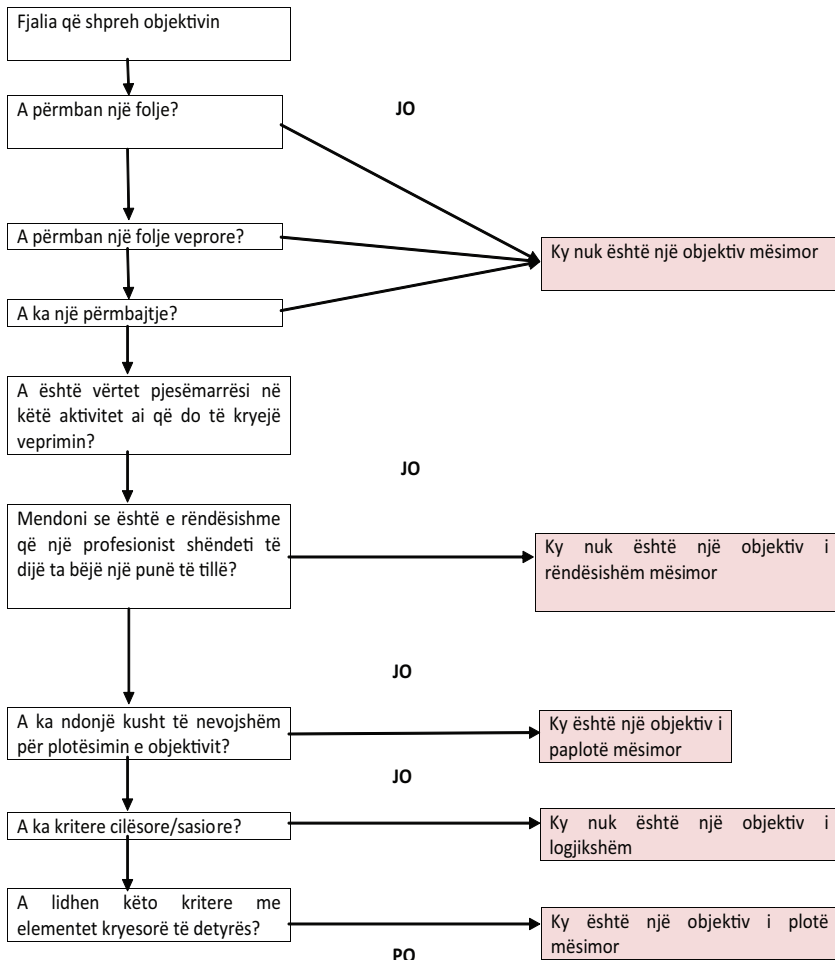 Fjalia që shpreh objektivin
A përmban një folje?
JO
A përmban një folje veprore?
Ky nuk është një objektiv mësimor
A ka një përmbajtje?
A është vërtet pjesëmarrësi në
këtë aktivitet ai që do të kryejë
veprimin?
JO
Mendoni se është e rëndësishme
që një profesionist shëndeti të
dijë ta bëjë një punë të tillë?
Ky nuk është një objektiv i
rëndësishëm mësimor
JO
A ka ndonjë kusht të nevojshëm
për plotësimin e objektivit?
Ky është një objektiv i
paplotë mësimor
JO
A ka kritere cilësore/sasiore?
Ky nuk është një objektiv i
logjikshëm
A lidhen këto kritere me
elementet kryesorë të detyrës?
Ky është një objektiv i plotë
mësimor
PO